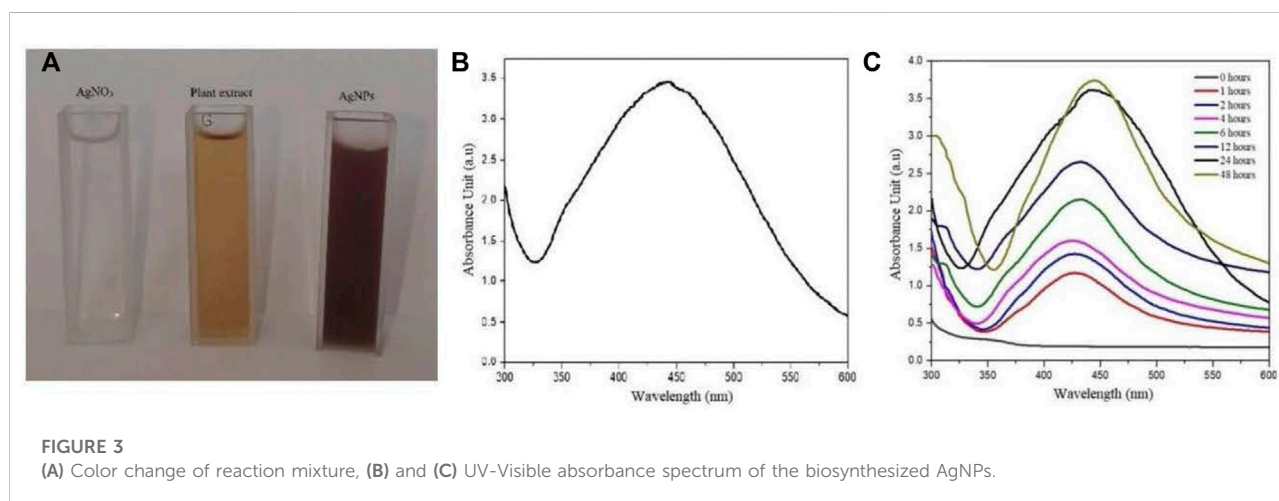 A
AgNO₃
Plant extract
AgNPs
G
B
Absorbance Unit (a.u)
3.5
3.0
2.5
2.0
1.5
1.0
0.5
0.0
300 350 400 450 500 550 600
Wavelength (nm)
C
Absorbance Unit (a.u)
4.0
3.5
3.0
2.5
2.0
1.5
1.0
0.5
0.0
0 hours
1 hours
2 hours
4 hours
6 hours
12 hours
24 hours
48 hours
300 350 400 450 500 550 600
Wavelength (nm)
FIGURE 3
(A) Color change of reaction mixture, (B) and (C) UV-Visible absorbance spectrum of the biosynthesized AgNPs.